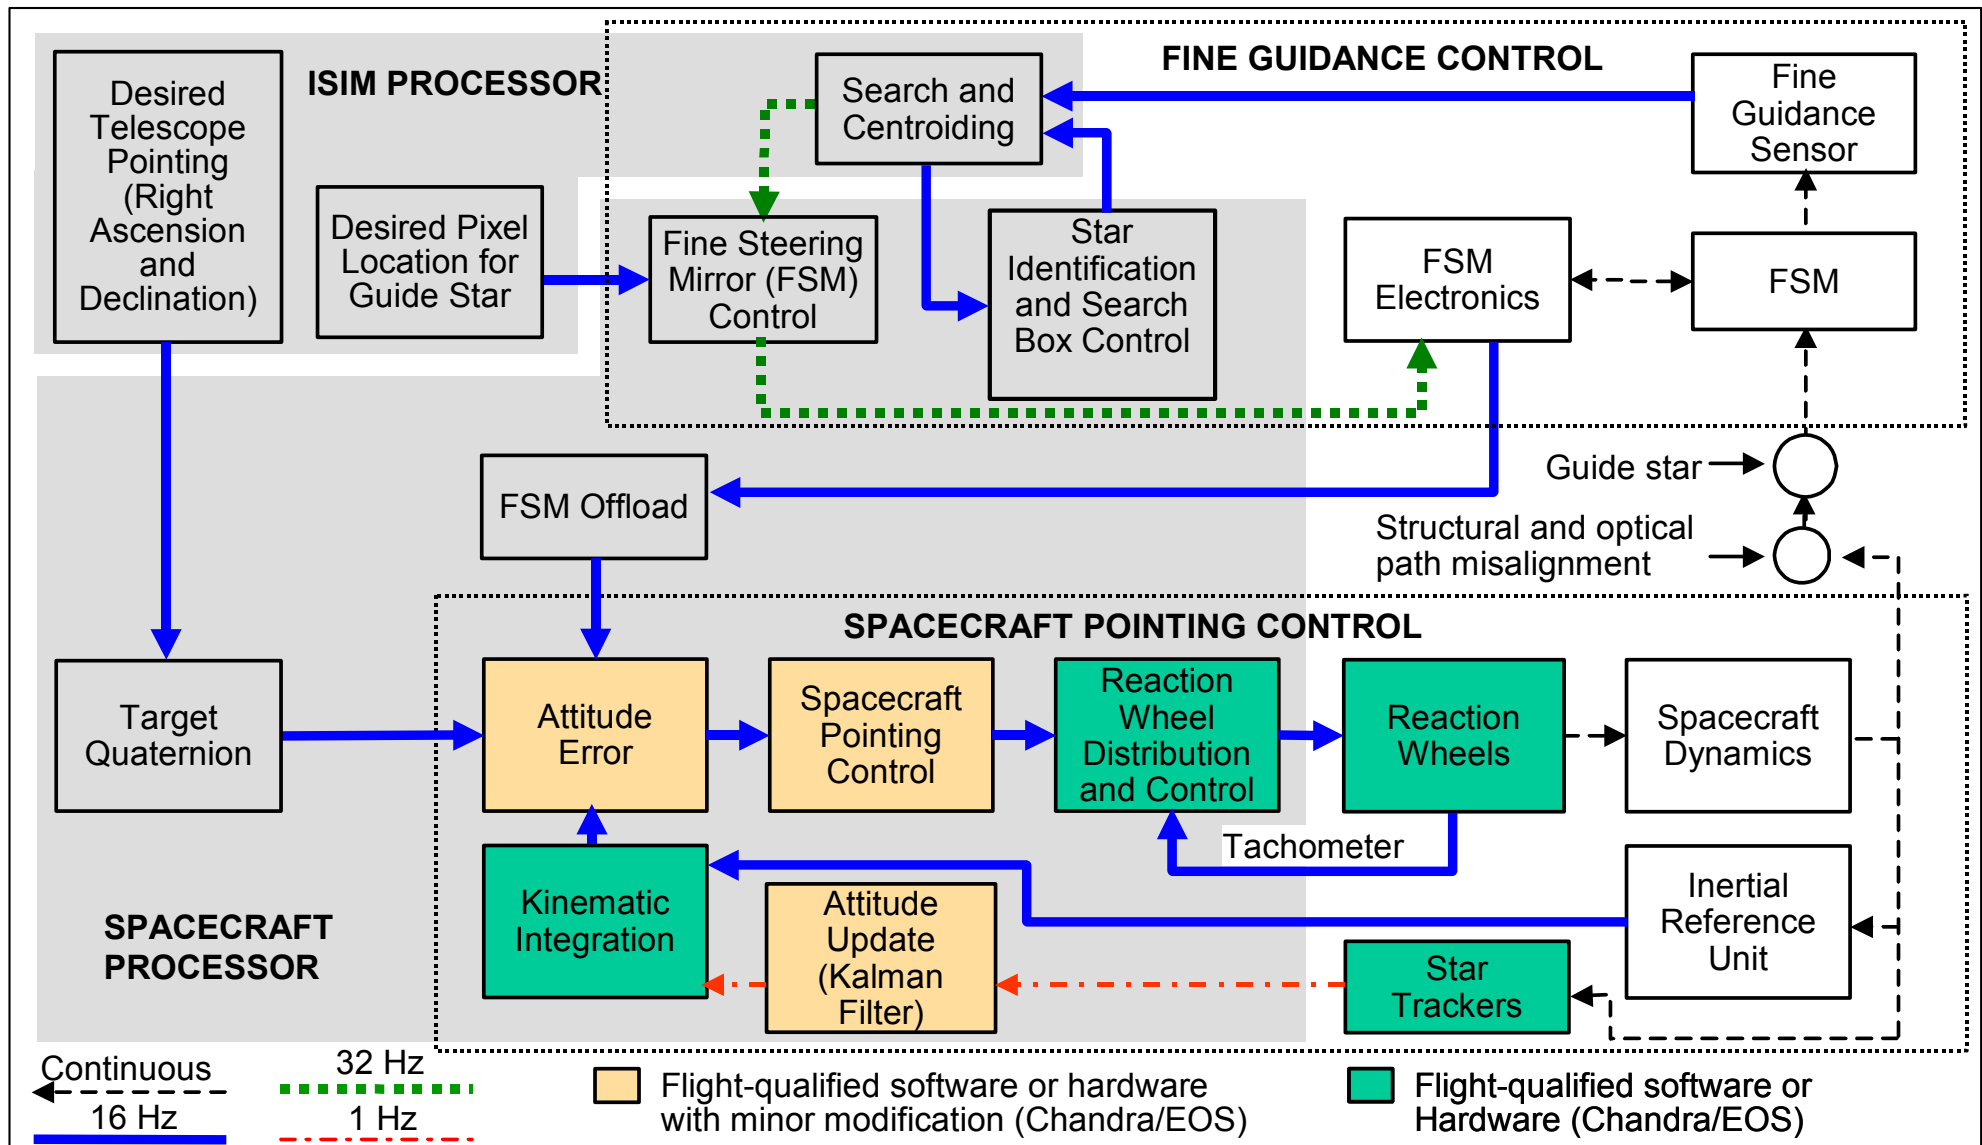 ISIM PROCESSOR
FINE GUIDANCE CONTROL
Desired
Telescope
Pointing
(Right
Ascension
and
Declination)
Search and
Centroiding
Fine
Guidance
Sensor
Desired Pixel
Location for
Guide Star
Fine Steering
Mirror (FSM)
Control
Star
Identification
and Search
Box Control
FSM
Electronics
FSM
Guide star
FSM Offload
Structural and optical
path misalignment
SPACECRAFT POINTING CONTROL
Target
Quaternion
Attitude
Error
Spacecraft
Pointing
Control
Reaction
Wheel
Distribution
and Control
Reaction
Wheels
Spacecraft
Dynamics
Tachometer
Kinematic
Integration
Attitude
Update
(Kalman
Filter)
Star
Trackers
Inertial
Reference
Unit
SPACECRAFT
PROCESSOR
Continuous
16 Hz
32 Hz
1 Hz
Flight-qualified software or hardware
with minor modification (Chandra/EOS)
Flight-qualified software or
Hardware (Chandra/EOS)